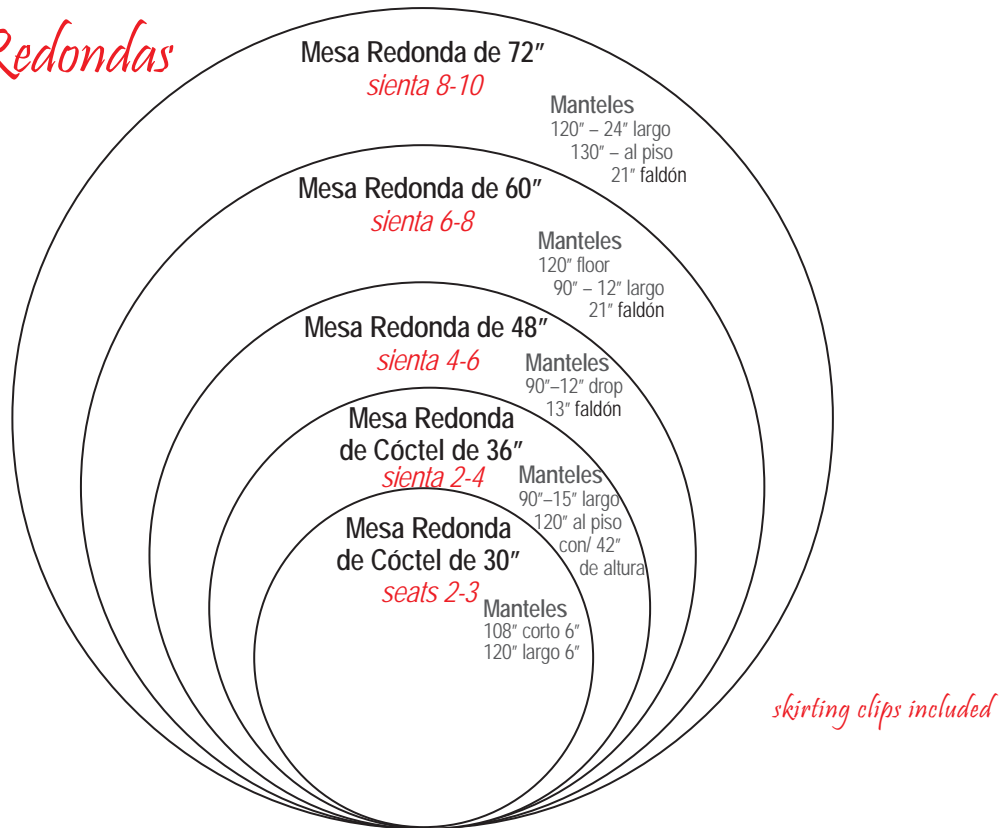 Redondas
Mesa Redonda de 72"
sienta 8-10
Manteles
120" – 24" largo
130" – al piso
21" faldón
Mesa Redonda de 60"
sienta 6-8
Manteles
120" floor
90" – 12" largo
21" faldón
Mesa Redonda de 48"
sienta 4-6
Manteles
90"–12" drop
13" faldón
Mesa Redonda
de Cóctel de 36"
sienta 2-4
Manteles
90"–15" largo
120" al piso
con/ 42"
de altura
Mesa Redonda
de Cóctel de 30"
seats 2-3
Manteles
108" corto 6"
120" largo 6"
skirting clips included